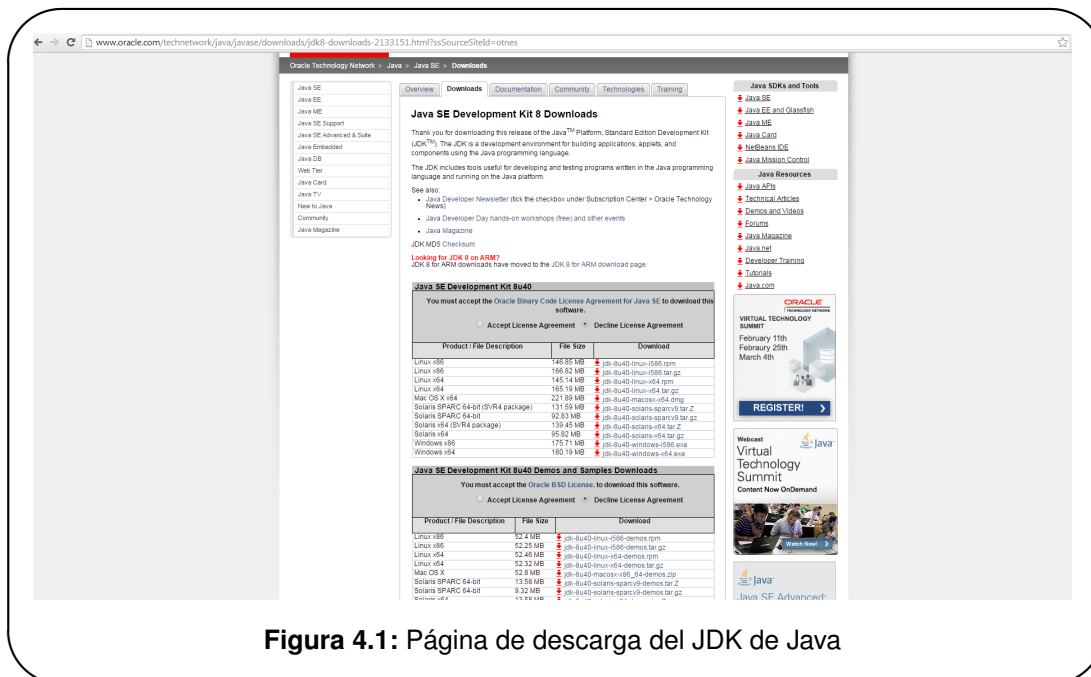 www.oracle.com/technetwork/java/javase/downloads/jdk8-downloads-2133151.html?ssSourceSiteId=otnes
Oracle Technology Network > Java > Java SE > Downloads
Java SE
Java EE
Java ME
Java SE Support
Java SE Advanced & Suite
Java Embedded
Java DB
Web Tier
Java Card
Java TV
New to Java
Community
Java Magazine
Overview Downloads Documentation Community Technologies Training
Java SE Development Kit 8 Downloads
Thank you for downloading this release of the Java™ Platform, Standard Edition Development Kit
(JDK™). The JDK is a development environment for building applications, applets, and
components using the Java programming language.
The JDK includes tools useful for developing and testing programs written in the Java programming
language and running on the Java platform.
See also:
• Java Developer Newsletter (tick the checkbox under Subscription Center > Oracle Technology
News)
• Java Developer Day hands-on workshops (free) and other events
• Java Magazine
JDK MD5 Checksum
Looking for JDK 8 on ARM?
JDK 8 for ARM downloads have moved to the JDK 8 for ARM download page.
Java SE Development Kit 8u40
You must accept the Oracle Binary Code License Agreement for Java SE to download this
software.
Accept License Agreement Decline License Agreement
Product / File Description File Size Download
Linux x86 146.85 MB jdk-8u40-linux-i586.rpm
Linux x86 166.82 MB jdk-8u40-linux-i586.tar.gz
Linux x64 145.14 MB jdk-8u40-linux-x64.rpm
Linux x64 165.19 MB jdk-8u40-linux-x64.tar.gz
Mac OS X x64 221.89 MB jdk-8u40-macosx-x64.dmg
Solaris SPARC 64-bit (SVR4 package) 131.59 MB jdk-8u40-solaris-sparcv9.tar.Z
Solaris SPARC 64-bit 92.83 MB jdk-8u40-solaris-sparcv9.tar.gz
Solaris x64 (SVR4 package) 139.45 MB jdk-8u40-solaris-x64.tar.Z
Solaris x64 95.82 MB jdk-8u40-solaris-x64.tar.gz
Windows x86 175.71 MB jdk-8u40-windows-i586.exe
Windows x64 180.19 MB jdk-8u40-windows-x64.exe
Java SE Development Kit 8u40 Demos and Samples Downloads
You must accept the Oracle BSD License. to download this software.
Accept License Agreement Decline License Agreement
Product / File Description File Size Download
Linux x86 52.4 MB jdk-8u40-linux-i586-demos.rpm
Linux x86 52.25 MB jdk-8u40-linux-i586-demos.tar.gz
Linux x64 52.46 MB jdk-8u40-linux-x64-demos.rpm
Linux x64 52.32 MB jdk-8u40-linux-x64-demos.tar.gz
Mac OS X 52.8 MB jdk-8u40-macosx-x86_64-demos.zip
Solaris SPARC 64-bit 13.58 MB jdk-8u40-solaris-sparcv9-demos.tar.Z
Solaris SPARC 64-bit 9.32 MB jdk-8u40-solaris-sparcv9-demos.tar.gz
Java SDKs and Tools
Java SE
Java EE and Glassfish
Java ME
Java Card
NetBeans IDE
Java Mission Control
Java Resources
Java APIs
Technical Articles
Demos and Videos
Forums
Java Magazine
Java.net
Developer Training
Tutorials
Java.com
ORACLE
TECHNOLOGY NETWORK
VIRTUAL TECHNOLOGY
SUMMIT
February 11th
Febraury 25th
March 4th
REGISTER!
Webcast
Java
Virtual
Technology
Summit
Content Now OnDemand
Watch Now!
Java
Java SE Advanced:
Figura 4.1: Página de descarga del JDK de Java